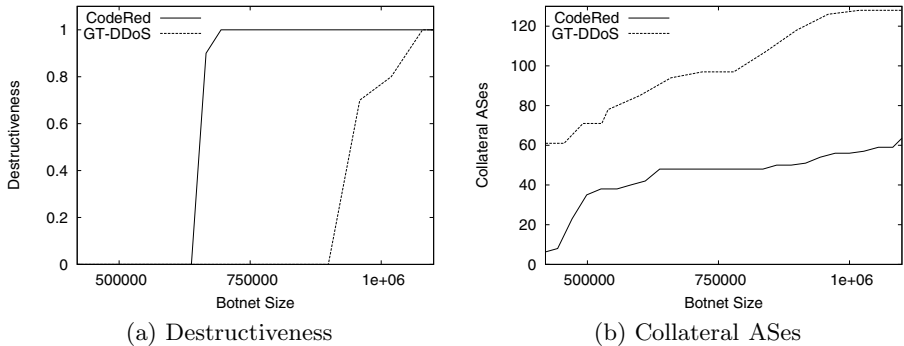 CodeRed
GT-DDoS
1
0.8
0.6
0.4
0.2
0
Destructiveness
500000
750000
1e+06
Botnet Size
(a) Destructiveness
CodeRed
GT-DDoS
120
100
80
60
40
20
0
Collateral ASes
500000
750000
1e+06
Botnet Size
(b) Collateral ASes